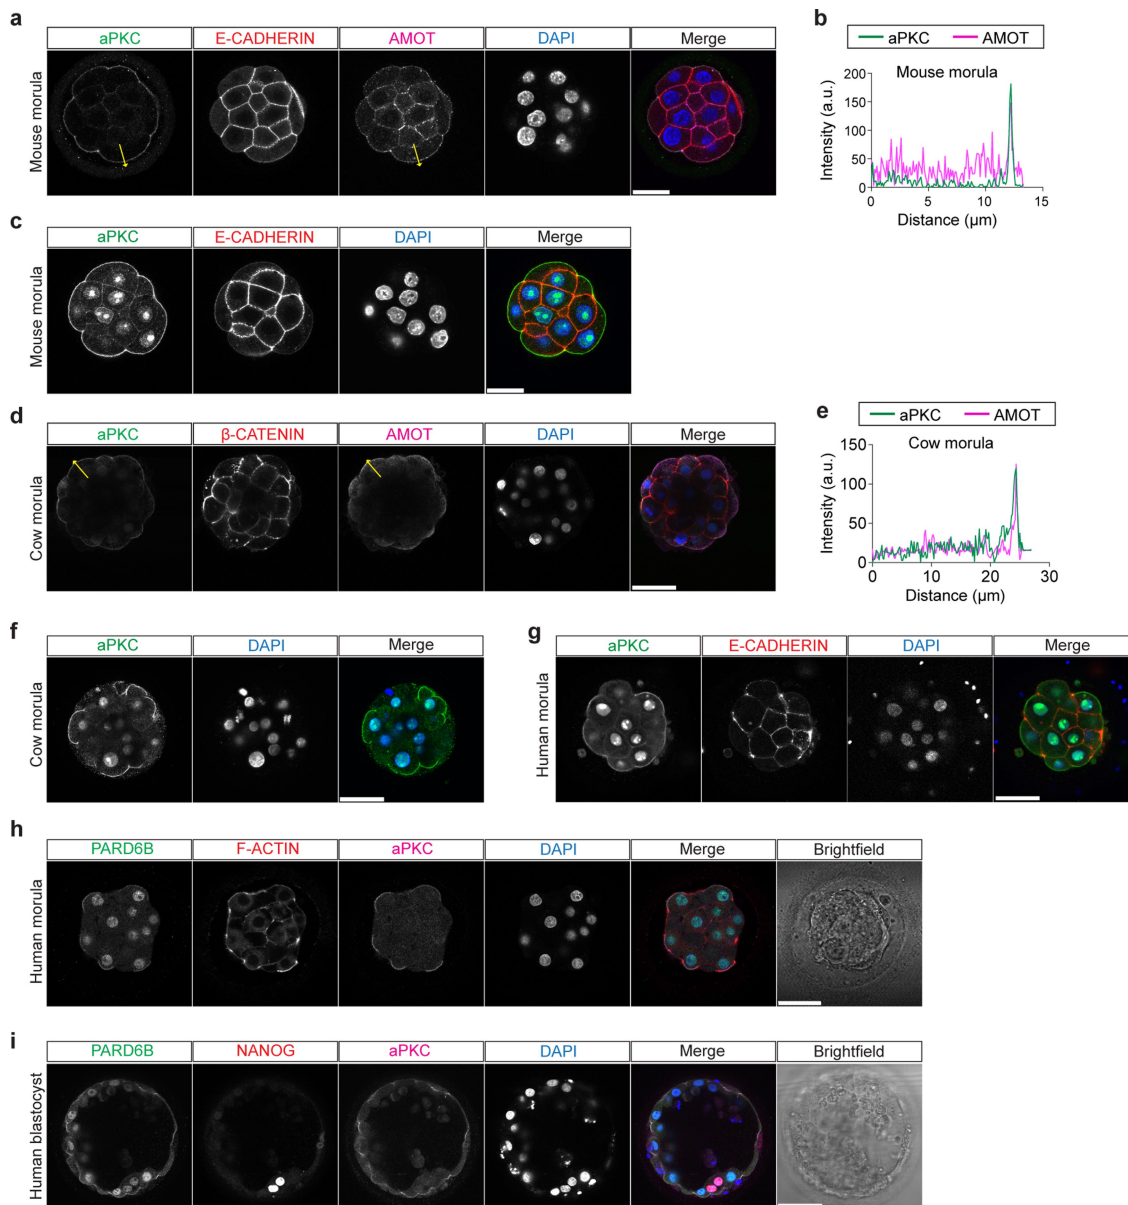 a
aPKC E-CADHERIN AMOT DAPI Merge
Mouse morula
b
aPKC AMOT
Mouse morula
Intensity (a.u.)
200
150
100
50
0
0 5 10 15
Distance (µm)
c
aPKC E-CADHERIN DAPI Merge
Mouse morula
d
aPKC β-CATENIN AMOT DAPI Merge
Cow morula
e
aPKC AMOT
Cow morula
Intensity (a.u.)
150
100
50
0
0 10 20 30
Distance (µm)
f
aPKC DAPI Merge
Cow morula
g
aPKC E-CADHERIN DAPI Merge
Human morula
h
PARD6B F-ACTIN aPKC DAPI Merge Brightfield
Human morula
i
PARD6B NANOG aPKC DAPI Merge Brightfield
Human blastocyst